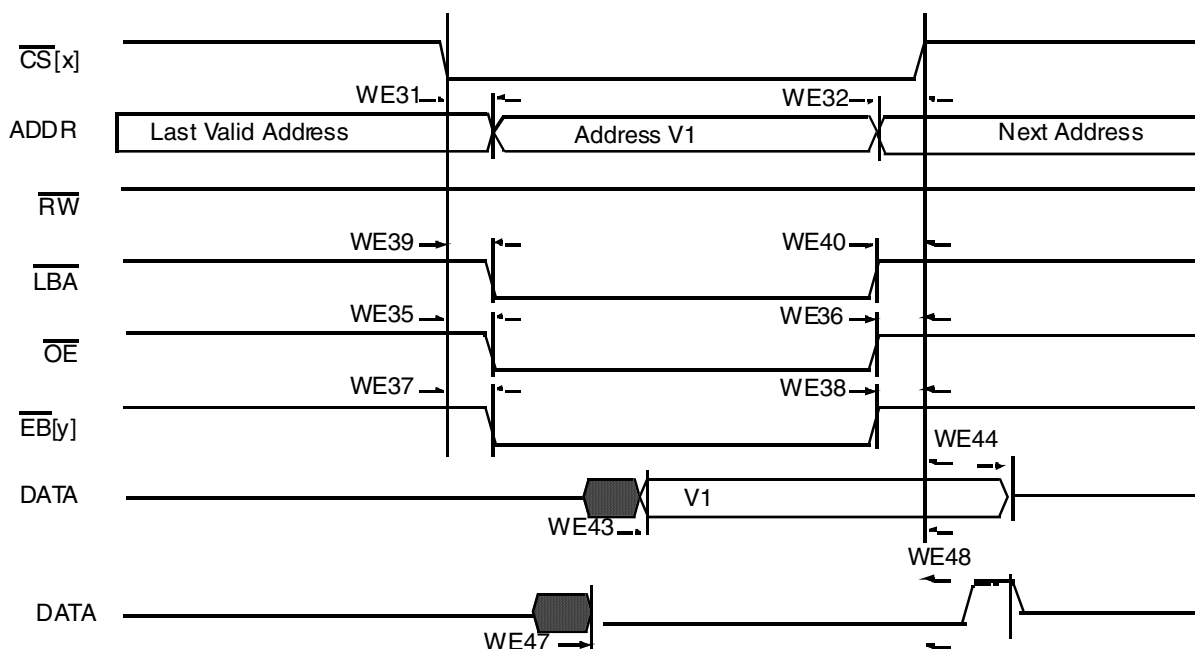 CS[x]
WE31
WE32
ADDR
Last Valid Address
Address V1
Next Address
RW
WE39
WE40
LBA
WE35
WE36
OE
WE37
WE38
EB[y]
WE44
DATA
V1
WE43
WE48
DATA
WE47